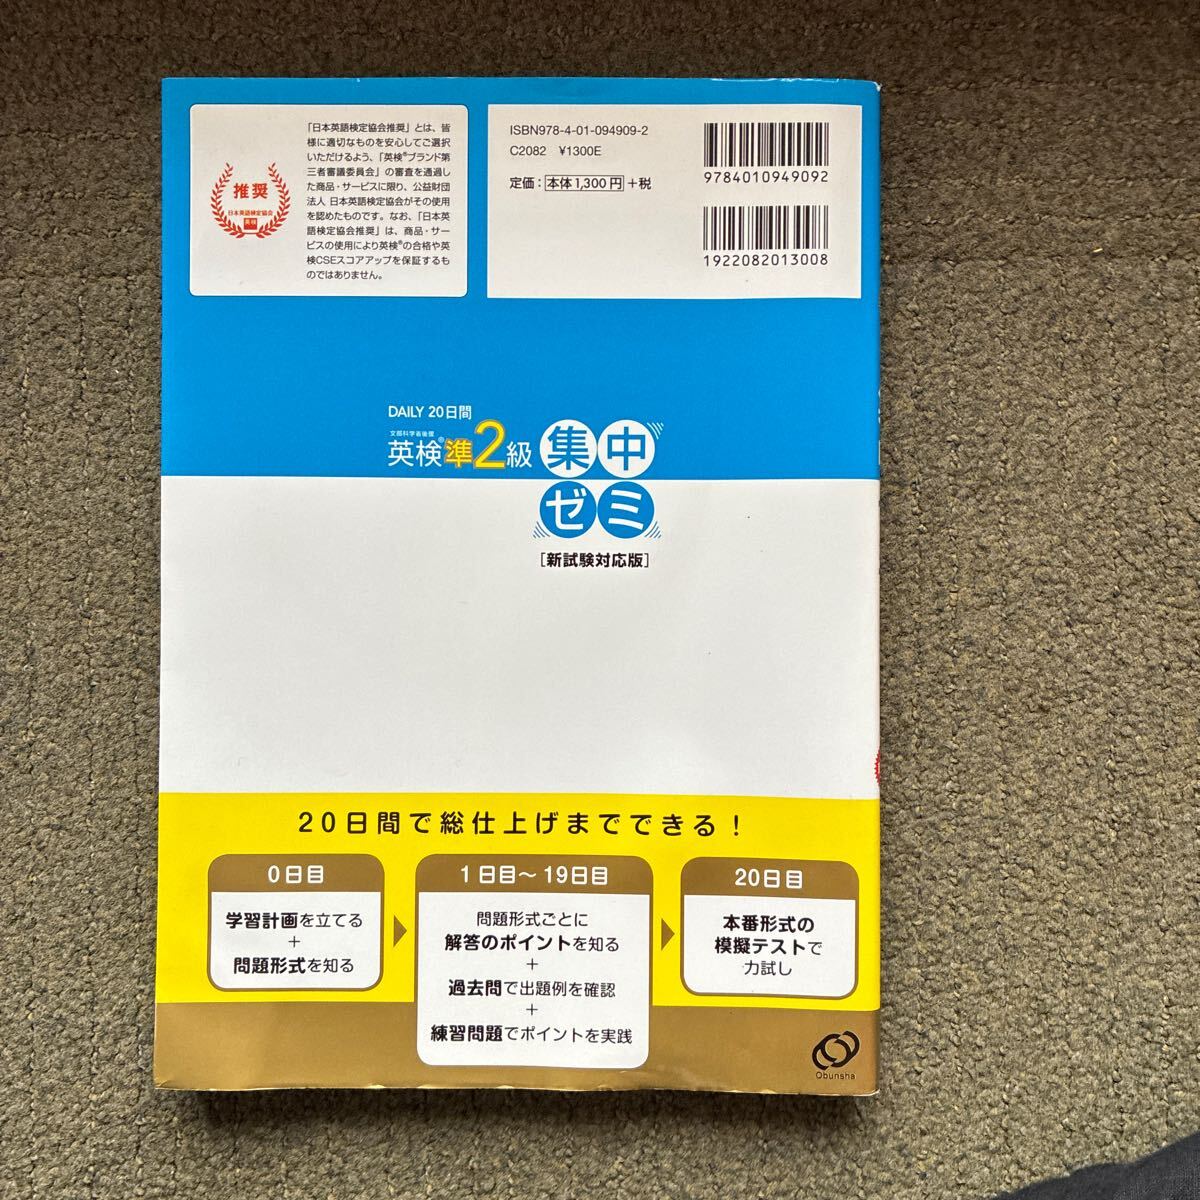 「日本英語検定協会推奨」とは、皆
様に適切なものを安心してご選択
いただけるよう、「英検®ブランド第
三者審議委員会」の審査を通過し
た商品・サービスに限り、公益財団
法人 日本英語検定協会がその使用
を認めたものです。なお、「日本英
語検定協会推奨」は、商品・サー
ビスの使用により英検®の合格や英
検CSEスコアアップを保証するも
のではありません。
推奨
日本英語検定協会
英検
ISBN978-4-01-094909-2
C2082 ¥1300E
定価：本体1,300円+税
9784010949092
1922082013008
DAILY 20日間
文部科学省後援
英検®準2級 集中
ゼミ
［新試験対応版］
20日間で総仕上げまでできる！
0日目
学習計画を立てる
+
問題形式を知る
1日目～19日目
問題形式ごとに
解答のポイントを知る
+
過去問で出題例を確認
+
練習問題でポイントを実践
20日目
本番形式の
模擬テストで
力試し
Obunsha